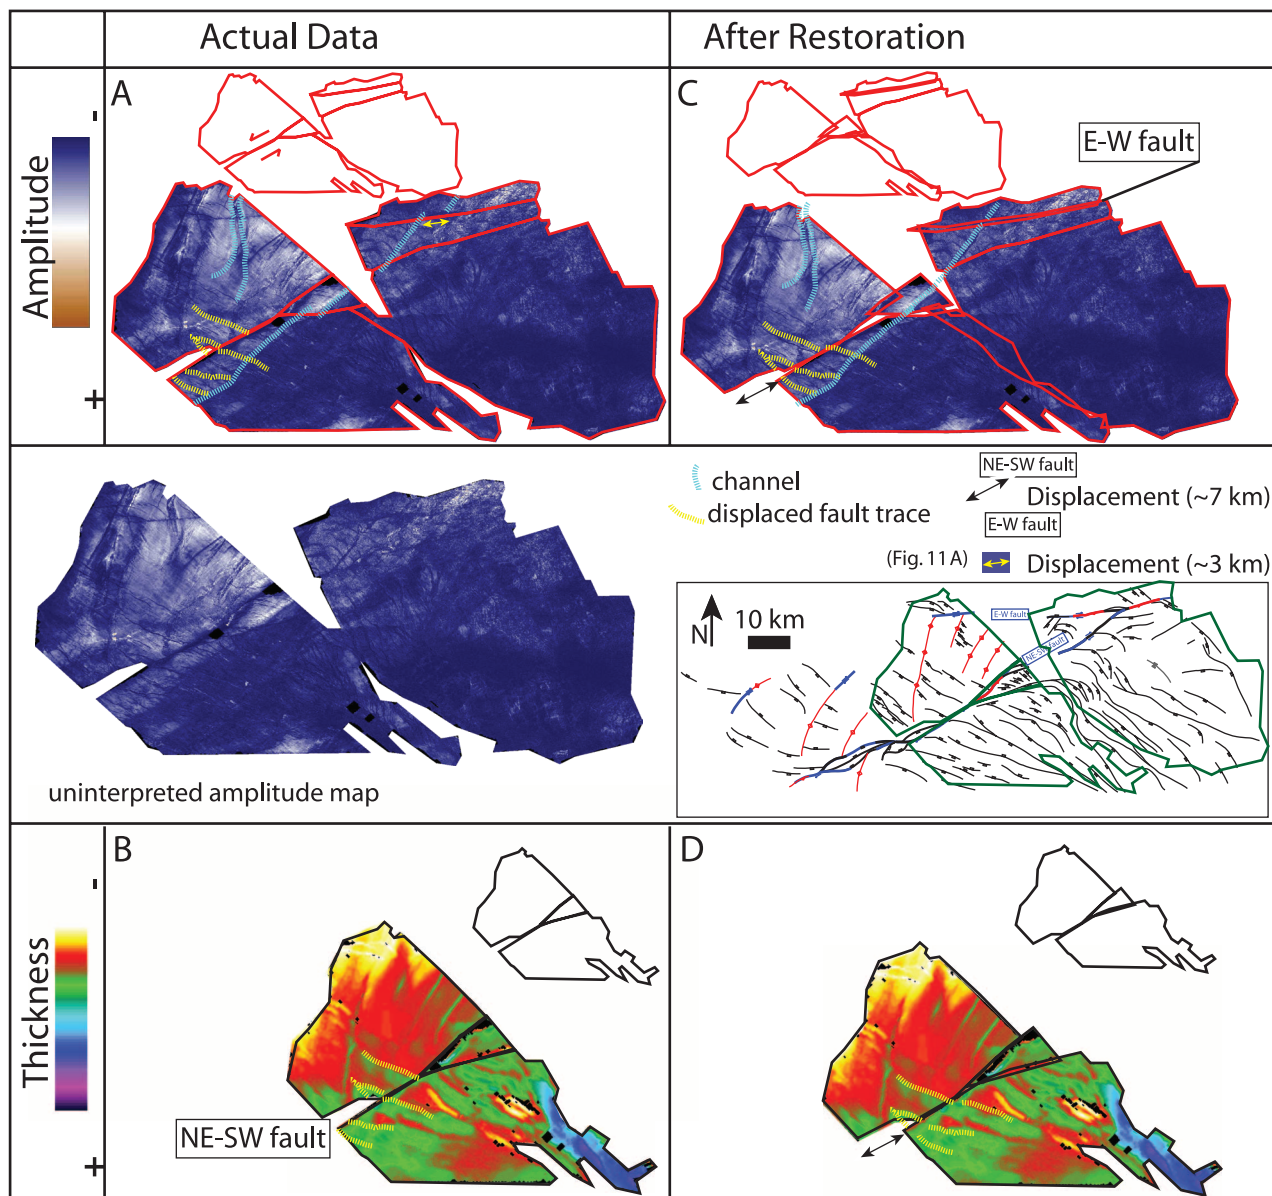 Actual Data
After Restoration
A
C
-
Amplitude
+
E-W fault
channel
displaced fault trace
NE-SW fault
Displacement (~7 km)
E-W fault
(Fig. 11 A)
Displacement (~3 km)
uninterpreted amplitude map
N
10 km
E-W fault
NE-SW fault
B
D
-
Thickness
+
NE-SW fault